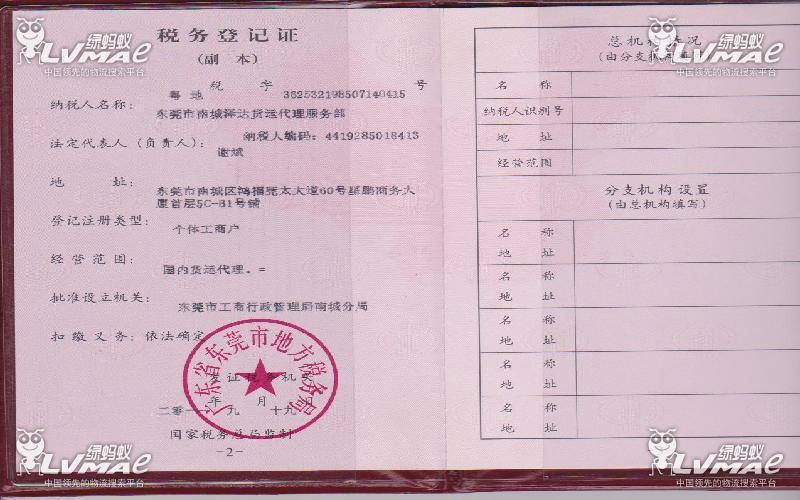 税务登记证
(副 本)
税 字
粤地 362532198507140415 号
纳税人名称:
东莞市南城泽达货运代理服务部
纳税人编码: 4419285018413
法定代表人(负责人):
谢斌
地 址: 东莞市南城区鸿福
太大道60号
鹏商务大
厦首层5C-B1号铺
登记注册类型:
个体工商户
经营范围:
国内货运代理。=
批准设立机关:
东莞市工商行政管理局南城分局
扣缴义务: 依法确定
广东省东莞市地方税务局
发证税务机关
年 月 日
二零一一 九 十九
国家税务总局监制
-2-
总机构情况
(由分支机构填写)
名 称
纳税人识别号
地 址
经营范围
分支机构设置
(由总机构填写)
名 称
地 址
名 称
地 址
名 称
地 址
名 称
地 址
名 称
地 址
绿蚂蚁
LVMAe
中国领先的物流搜索平台
绿蚂蚁
LVMAe
中国领先的物流搜索平台
绿蚂蚁
LVMAe
中国领先的物流搜索平台
绿蚂蚁
LVMAe
中国领先的物流搜索平台